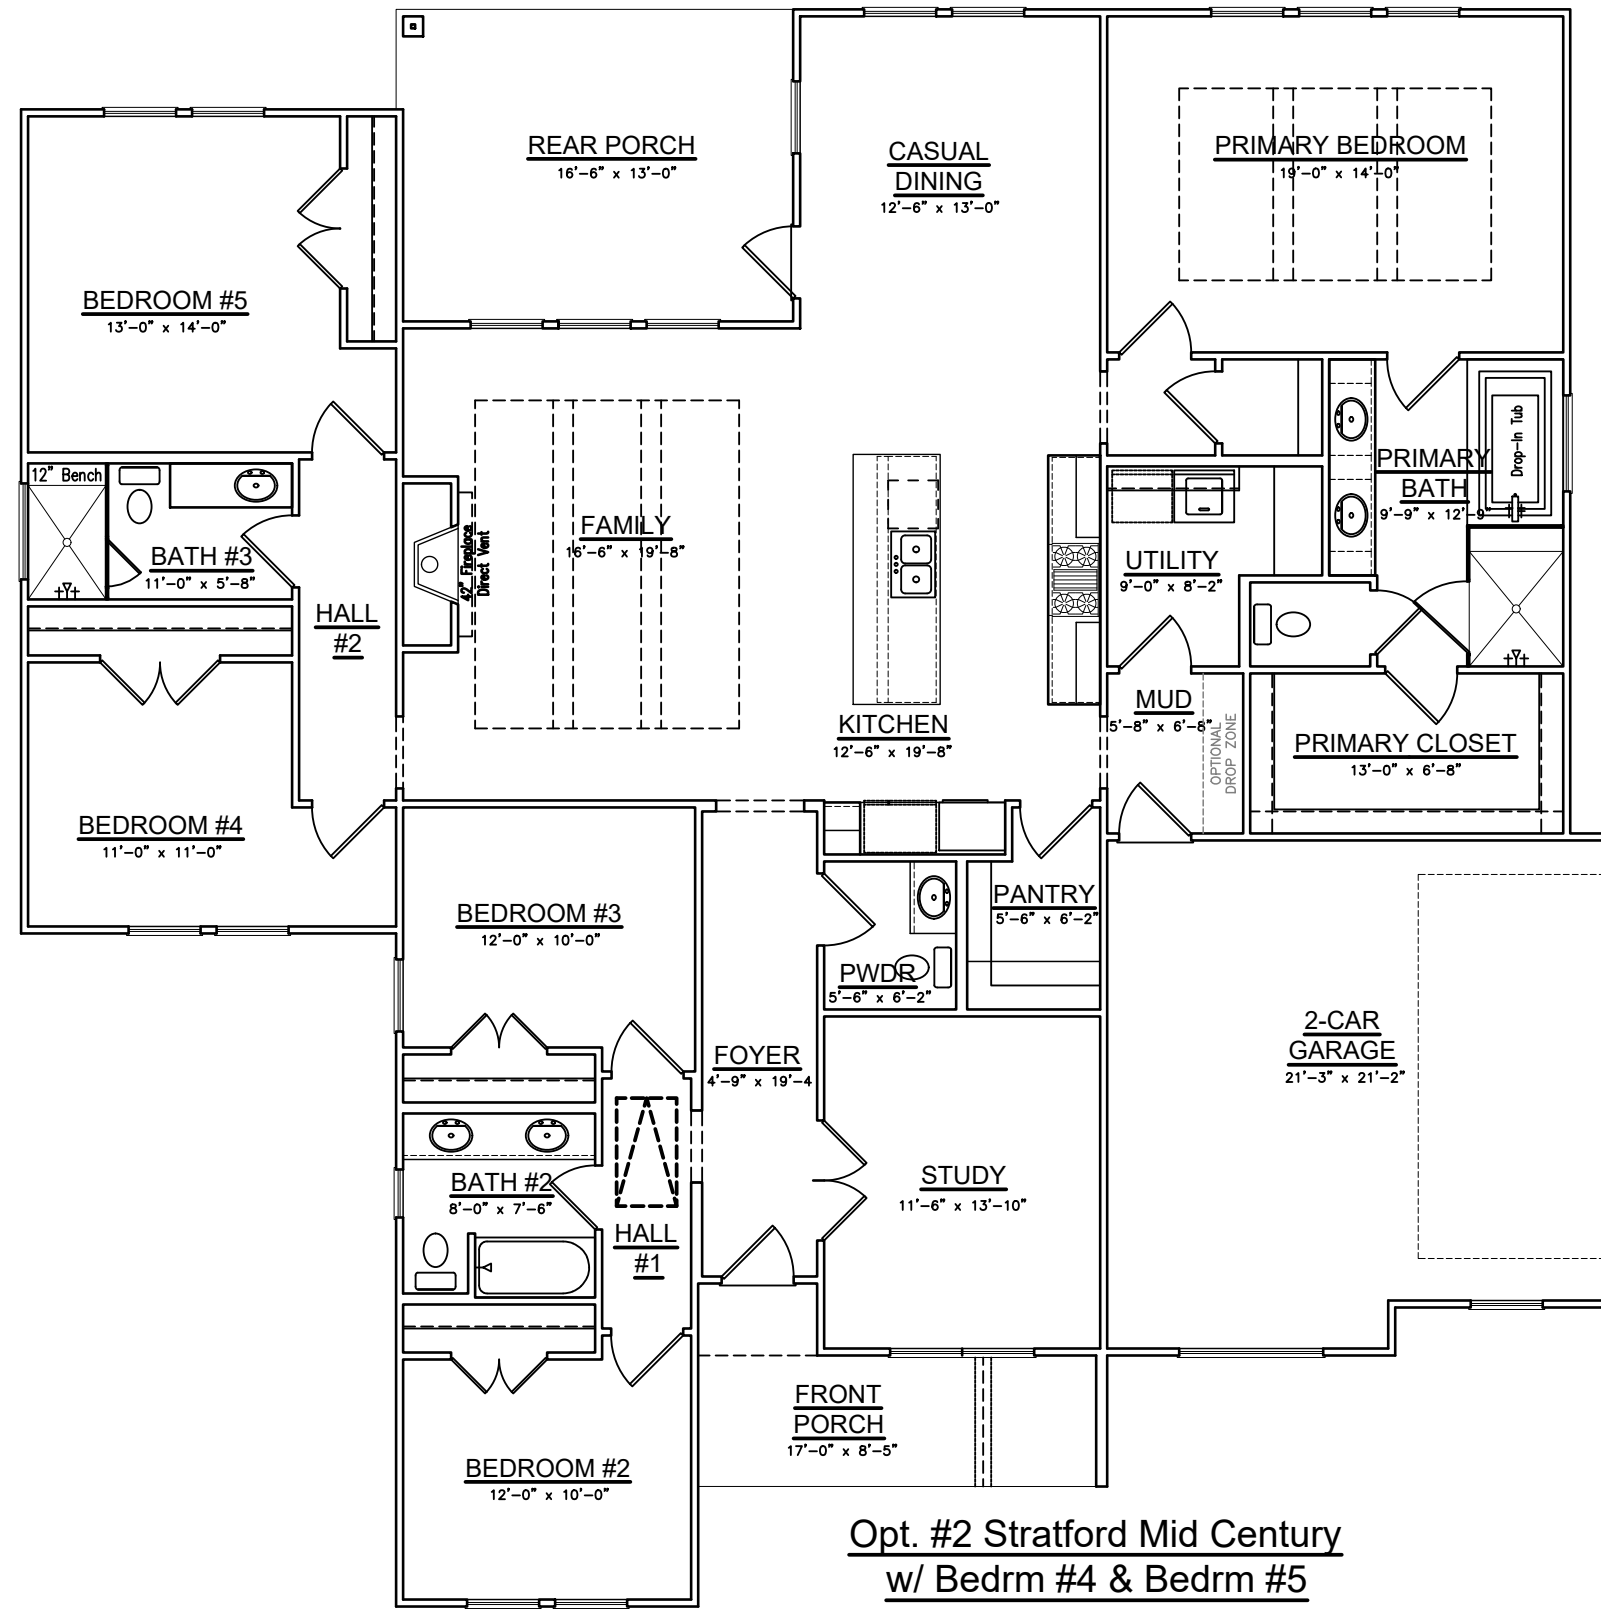 REAR PORCH
16'-6" x 13'-0"
CASUAL
DINING
12'-6" x 13'-0"
PRIMARY BEDROOM
19'-0" x 14'-0"
BEDROOM #5
13'-0" x 14'-0"
12" Bench
BATH #3
11'-0" x 5'-8"
HALL
#2
42" Fireplace
Direct Vent
FAMILY
16'-6" x 19'-8"
KITCHEN
12'-6" x 19'-8"
UTILITY
9'-0" x 8'-2"
PRIMARY
BATH
9'-9" x 12'-9"
Drop-In Tub
MUD
5'-8" x 6'-8"
OPTIONAL
DROP ZONE
PRIMARY CLOSET
13'-0" x 6'-8"
BEDROOM #4
11'-0" x 11'-0"
BEDROOM #3
12'-0" x 10'-0"
PWDR
5'-6" x 6'-2"
PANTRY
5'-6" x 6'-2"
FOYER
4'-9" x 19'-4
2-CAR
GARAGE
21'-3" x 21'-2"
BATH #2
8'-0" x 7'-6"
HALL
#1
STUDY
11'-6" x 13'-10"
FRONT
PORCH
17'-0" x 8'-5"
BEDROOM #2
12'-0" x 10'-0"
Opt. #2 Stratford Mid Century
w/ Bedrm #4 & Bedrm #5